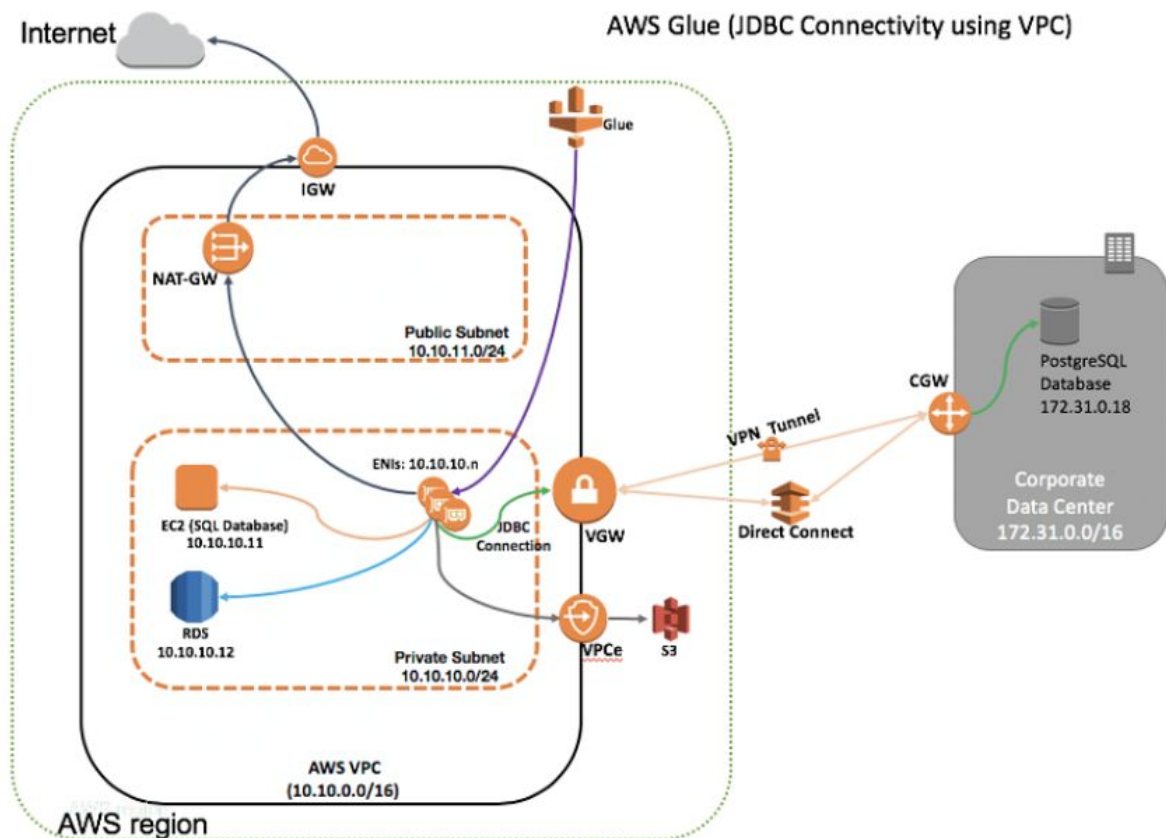 Internet
AWS Glue (JDBC Connectivity using VPC)
Glue
IGW
NAT-GW
Public Subnet
10.10.11.0/24
PostgreSQL
Database
172.31.0.18
CGW
VPN Tunnel
ENIs: 10.10.10.n
EC2 (SQL Database)
10.10.10.11
JDBC
Connection
VGW
Direct Connect
Corporate
Data Center
172.31.0.0/16
RDS
10.10.10.12
VPCe
S3
Private Subnet
10.10.10.0/24
AWS VPC
(10.10.0.0/16)
AWS region